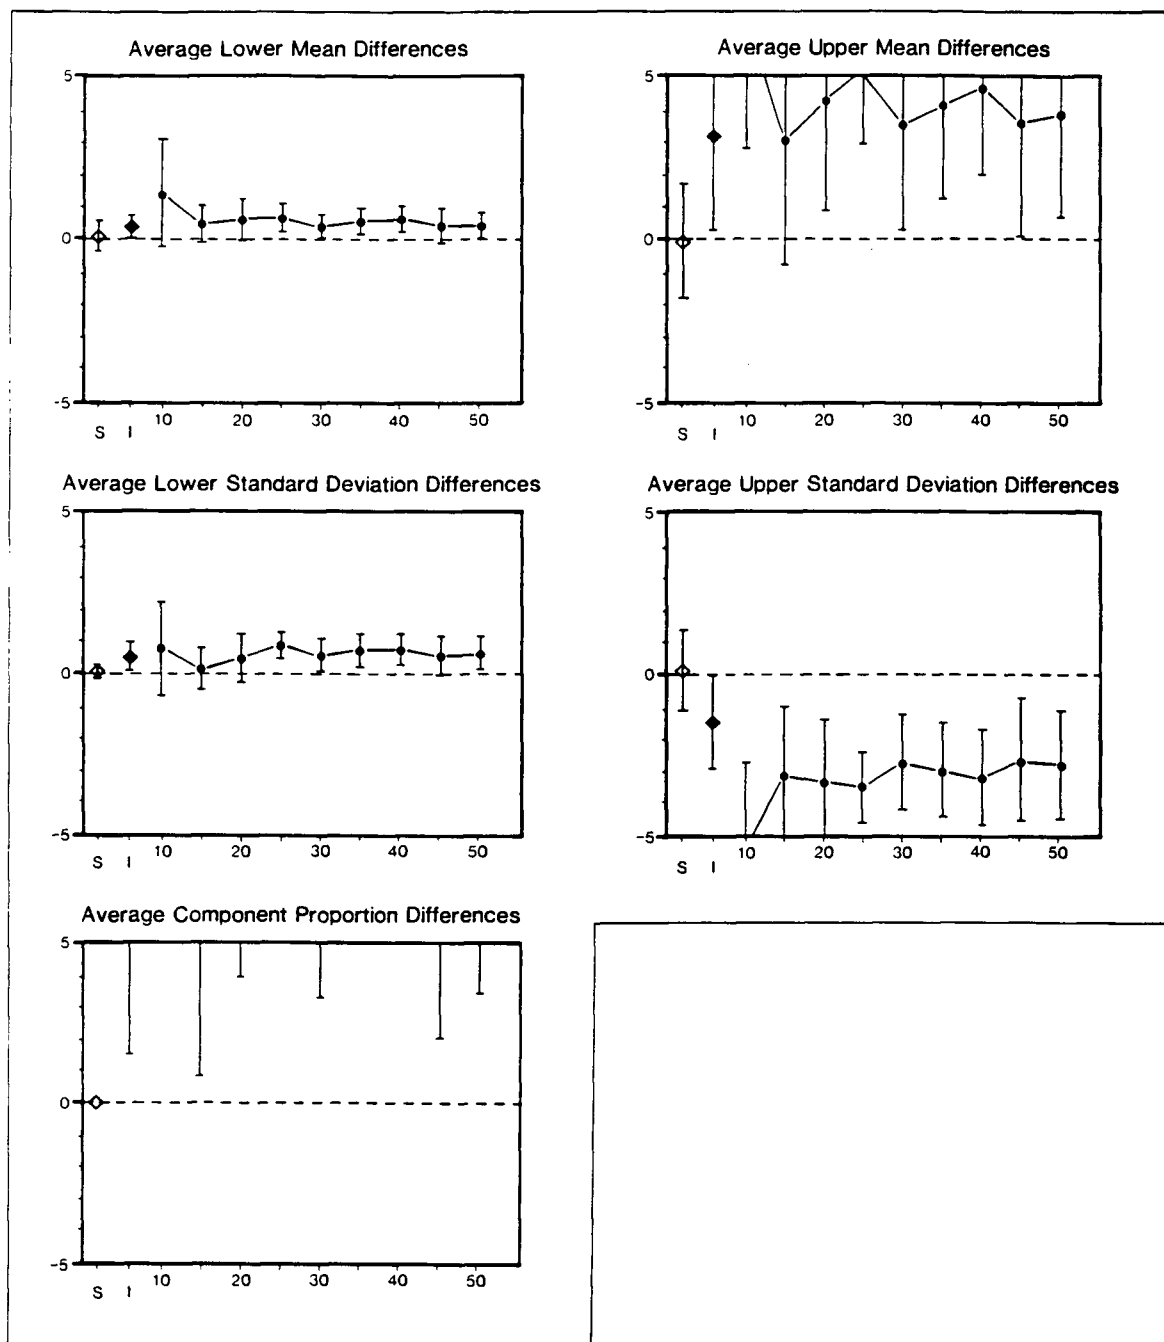 Average Lower Mean Differences
5
0
-5
S I 10 20 30 40 50
Average Upper Mean Differences
5
0
-5
S I 10 20 30 40 50
Average Lower Standard Deviation Differences
5
0
-5
S I 10 20 30 40 50
Average Upper Standard Deviation Differences
5
0
-5
S I 10 20 30 40 50
Average Component Proportion Differences
5
0
-5
S I 10 20 30 40 50